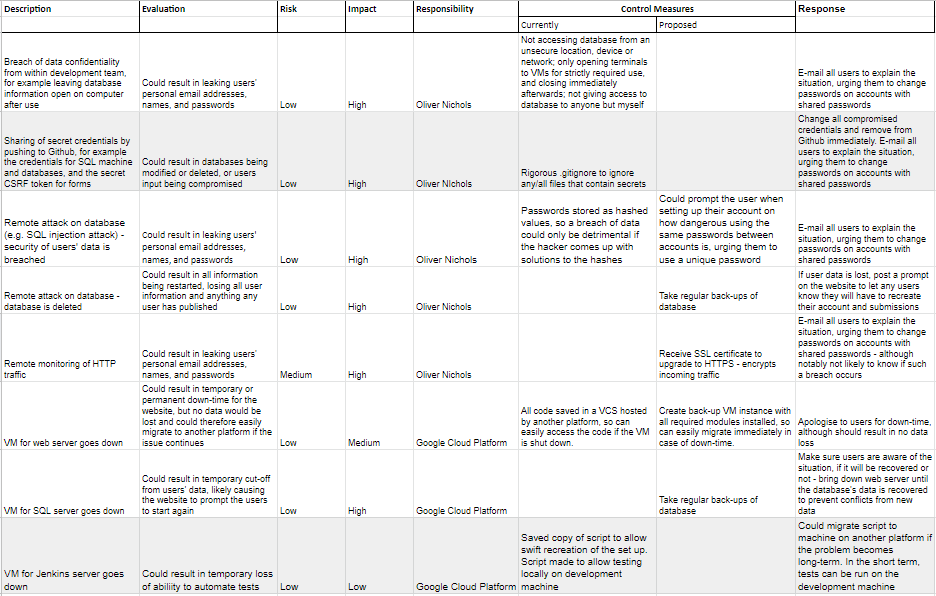 Description Evaluation Risk Impact Responsibility Control Measures Response
Currently Proposed
Breach of data confidentiality
from within development team,
for example leaving database
information open on computer
after use
Could result in leaking users'
personal email addresses,
names, and passwords
Low
High
Oliver Nichols
Not accessing database from an
unsecure location, device or
network; only opening terminals
to VMs for strictly required use,
and closing immediately
afterwards; not giving access to
database to anyone but myself
E-mail all users to explain the
situation, urging them to change
passwords on accounts with
shared passwords
Sharing of secret credentials by
pushing to Github, for example
the credentials for SQL machine
and databases, and the secret
CSRF token for forms
Could result in databases being
modified or deleted, or users
input being compromised
Low
High
Oliver NIchols
Rigorous .gitignore to ignore
any/all files that contain secrets
Change all compromised
credentials and remove from
Github immediately. E-mail all
users to explain the situation,
urging them to change
passwords on accounts with
shared passwords
Remote attack on database
(e.g. SQL injection attack) -
security of users' data is
breached
Could result in leaking users'
personal email addresses,
names, and passwords
Low
High
Oliver Nichols
Passwords stored as hashed
values, so a breach of data
could only be detrimental if
the hacker comes up with
solutions to the hashes
Could prompt the user when
setting up their account on
how dangerous using the
same passwords between
accounts is, urging them to
use a unique password
E-mail all users to explain the
situation, urging them to change
passwords on accounts with
shared passwords
Remote attack on database -
database is deleted
Could result in all information
being restarted, losing all user
information and anything any
user has published
Low
High
Oliver Nichols
Take regular back-ups of
database
If user data is lost, post a prompt
on the website to let any users
know they will have to recreate
their account and submissions
Remote monitoring of HTTP
traffic
Could result in leaking users'
personal email addresses,
names, and passwords
Medium
High
Oliver Nichols
Receive SSL certificate to
upgrade to HTTPS - encrypts
incoming traffic
E-mail all users to explain the
situation, urging them to change
passwords on accounts with
shared passwords - although
notably not likely to know if such
a breach occurs
VM for web server goes down
Could result in temporary or
permanent down-time for the
website, but no data would be
lost and could therefore easily
migrate to another platform if the
issue continues
Low
Medium
Google Cloud Platform
All code saved in a VCS hosted
by another platform, so can
easily access the code if the VM
is shut down.
Create back-up VM instance with
all required modules installed, so
can easily migrate immediately in
case of down-time.
Apologise to users for down-time,
although should result in no data
loss
VM for SQL server goes down
Could result in temporary cut-off
from users' data, likely causing
the website to prompt the users
to start again
Low
High
Google Cloud Platform
Take regular back-ups of
database
Make sure users are aware of the
situation, if it will be recovered or
not - bring down web server until
the database's data is recovered
to prevent conflicts from new
data
VM for Jenkins server goes
down
Could result in temporary loss
of ability to automate tests
Low
Low
Google Cloud Platform
Saved copy of script to allow
swift recreation of the set up.
Script made to allow testing
locally on development
machine
Could migrate script to
machine on another platform if
the problem becomes
long-term. In the short term,
tests can be run on the
development machine